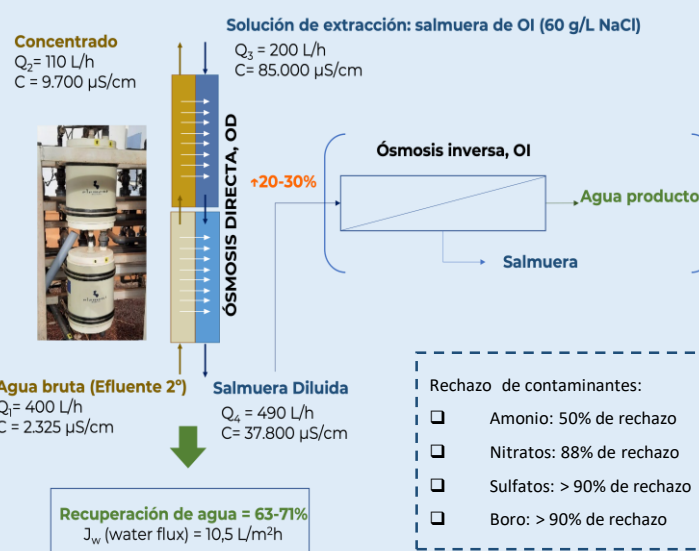 Solución de extracción: salmuera de OI (60 g/L NaCl)
Q₃ = 200 L/h
C= 85.000 µS/cm
Concentrado
Q₂= 110 L/h
C = 9.700 µS/cm
ÓSMOSIS DIRECTA, OD
↑20-30%
Ósmosis inversa, OI
Agua producto
Salmuera
Agua bruta (Efluente 2º)
Q₁= 400 L/h
C = 2.325 µS/cm
Salmuera Diluida
Q₄ = 490 L/h
C= 37.800 µS/cm
Recuperación de agua = 63-71%
J_w (water flux) = 10,5 L/m²h
Rechazo de contaminantes:
❑ Amonio: 50% de rechazo
❑ Nitratos: 88% de rechazo
❑ Sulfatos: > 90% de rechazo
❑ Boro: > 90% de rechazo